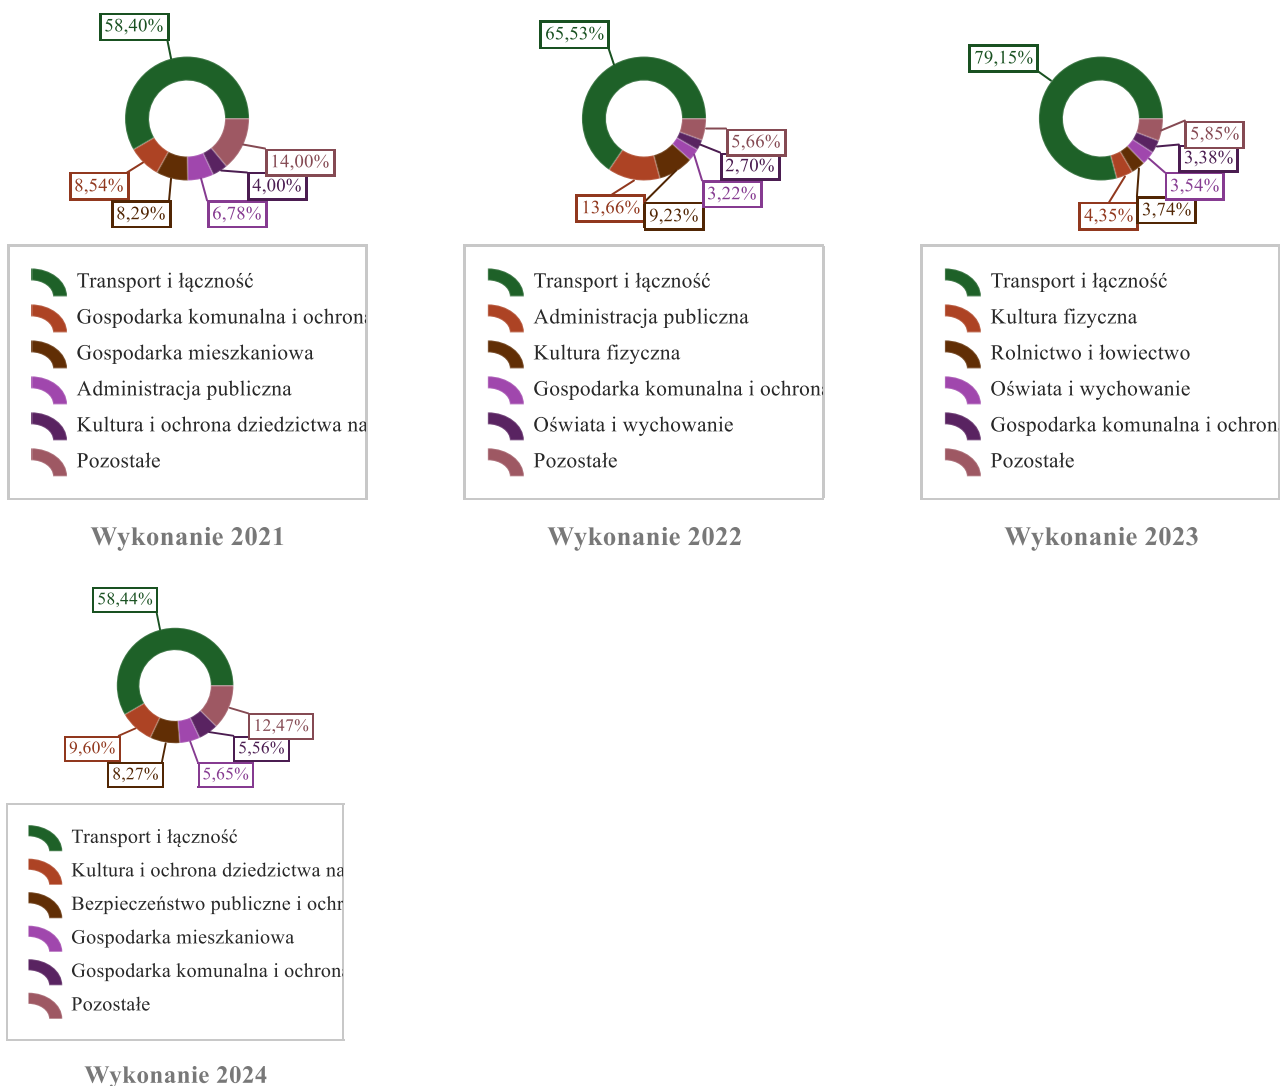 58,40%
14,00%
8,54%
4,00%
8,29%
6,78%
Transport i łączność
Gospodarka komunalna i ochron
Gospodarka mieszkaniowa
Administracja publiczna
Kultura i ochrona dziedzictwa na
Pozostałe
Wykonanie 2021
65,53%
5,66%
2,70%
3,22%
13,66%
9,23%
Transport i łączność
Administracja publiczna
Kultura fizyczna
Gospodarka komunalna i ochron
Oświata i wychowanie
Pozostałe
Wykonanie 2022
79,15%
5,85%
3,38%
3,54%
4,35%
3,74%
Transport i łączność
Kultura fizyczna
Rolnictwo i łowiectwo
Oświata i wychowanie
Gospodarka komunalna i ochron
Pozostałe
Wykonanie 2023
58,44%
12,47%
9,60%
5,56%
8,27%
5,65%
Transport i łączność
Kultura i ochrona dziedzictwa na
Bezpieczeństwo publiczne i ochr
Gospodarka mieszkaniowa
Gospodarka komunalna i ochron
Pozostałe
Wykonanie 2024